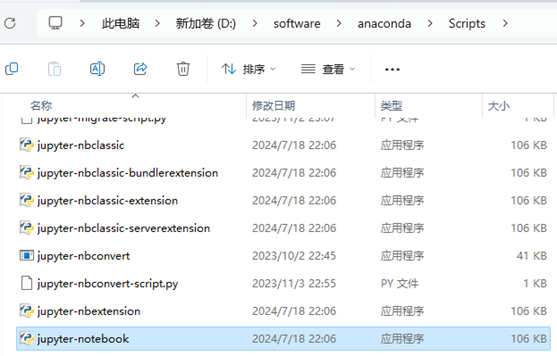 此电脑 > 新加卷 (D:) > software > anaconda > Scripts >
排序 查看 ...
名称 修改日期 类型 大小
jupyter-migrate-script.py 2023/11/2 23:07 PY 文件 1 KB
jupyter-nbclassic 2024/7/18 22:06 应用程序 106 KB
jupyter-nbclassic-bundlerextension 2024/7/18 22:06 应用程序 106 KB
jupyter-nbclassic-extension 2024/7/18 22:06 应用程序 106 KB
jupyter-nbclassic-serverextension 2024/7/18 22:06 应用程序 106 KB
jupyter-nbconvert 2023/10/2 22:45 应用程序 41 KB
jupyter-nbconvert-script.py 2023/11/3 22:55 PY 文件 1 KB
jupyter-nbextension 2024/7/18 22:06 应用程序 106 KB
jupyter-notebook 2024/7/18 22:06 应用程序 106 KB